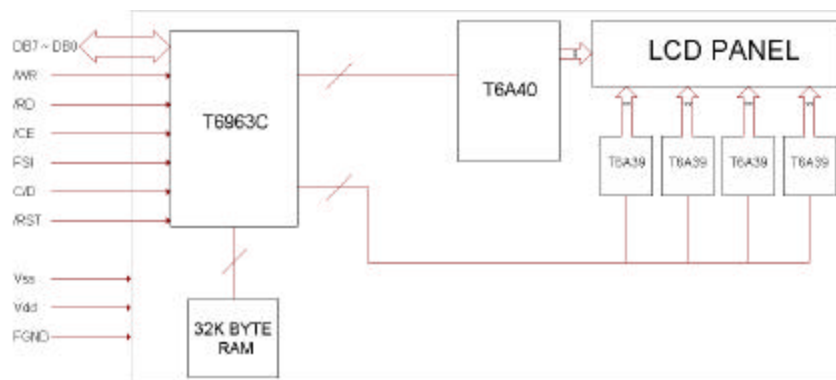 DB7 ~ DB0
/WR
/RD
/CE
FSI
C/D
/RST
Vss
Vdd
FGND
T6963C
32K BYTE
RAM
T6A40
LCD PANEL
T6A39
T6A39
T6A39
T6A39